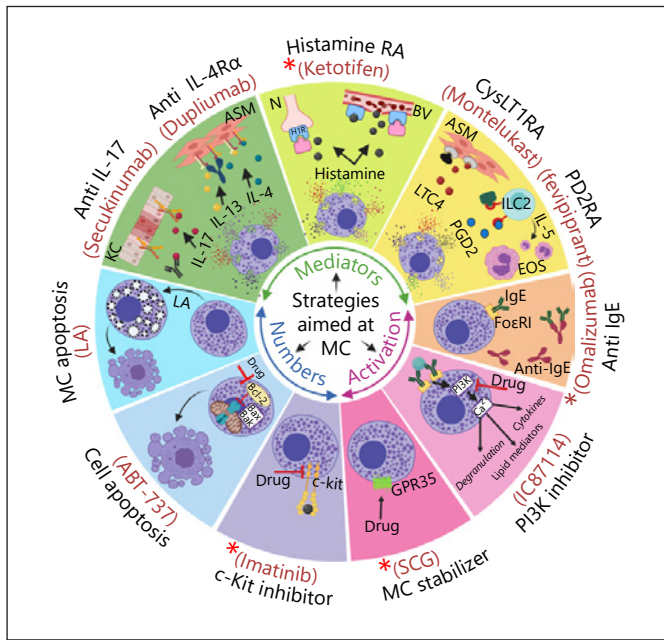 Histamine RA
*(Ketotifen)
N
H1R
BV
Histamine
CysLT1RA
(Montelukast)
ASM
LTC4
PD2RA
(fevipiprant)
ILC2
PGD2
IL-5
EOS
Anti IgE
*(Omalizumab)
IgE
FoεRI
Anti-IgE
PI3K inhibitor
(IC87114)
PI3K
Drug
Ca2+
Cytokines
Lipid mediators
Degranulation
MC stabilizer
*(SCG)
GPR35
Drug
c-Kit inhibitor
*(Imatinib)
Drug
c-kit
Cell apoptosis
(ABT-737)
Drug
Bcl-2
Bax
Bak
MC apoptosis
(LA)
LA
Anti IL-17
(Secukinumab)
KC
IL-17
Anti IL-4Rα
(Dupliumab)
ASM
IL-13
IL-4
Mediators
Strategies
aimed at
MC
Numbers
Activation